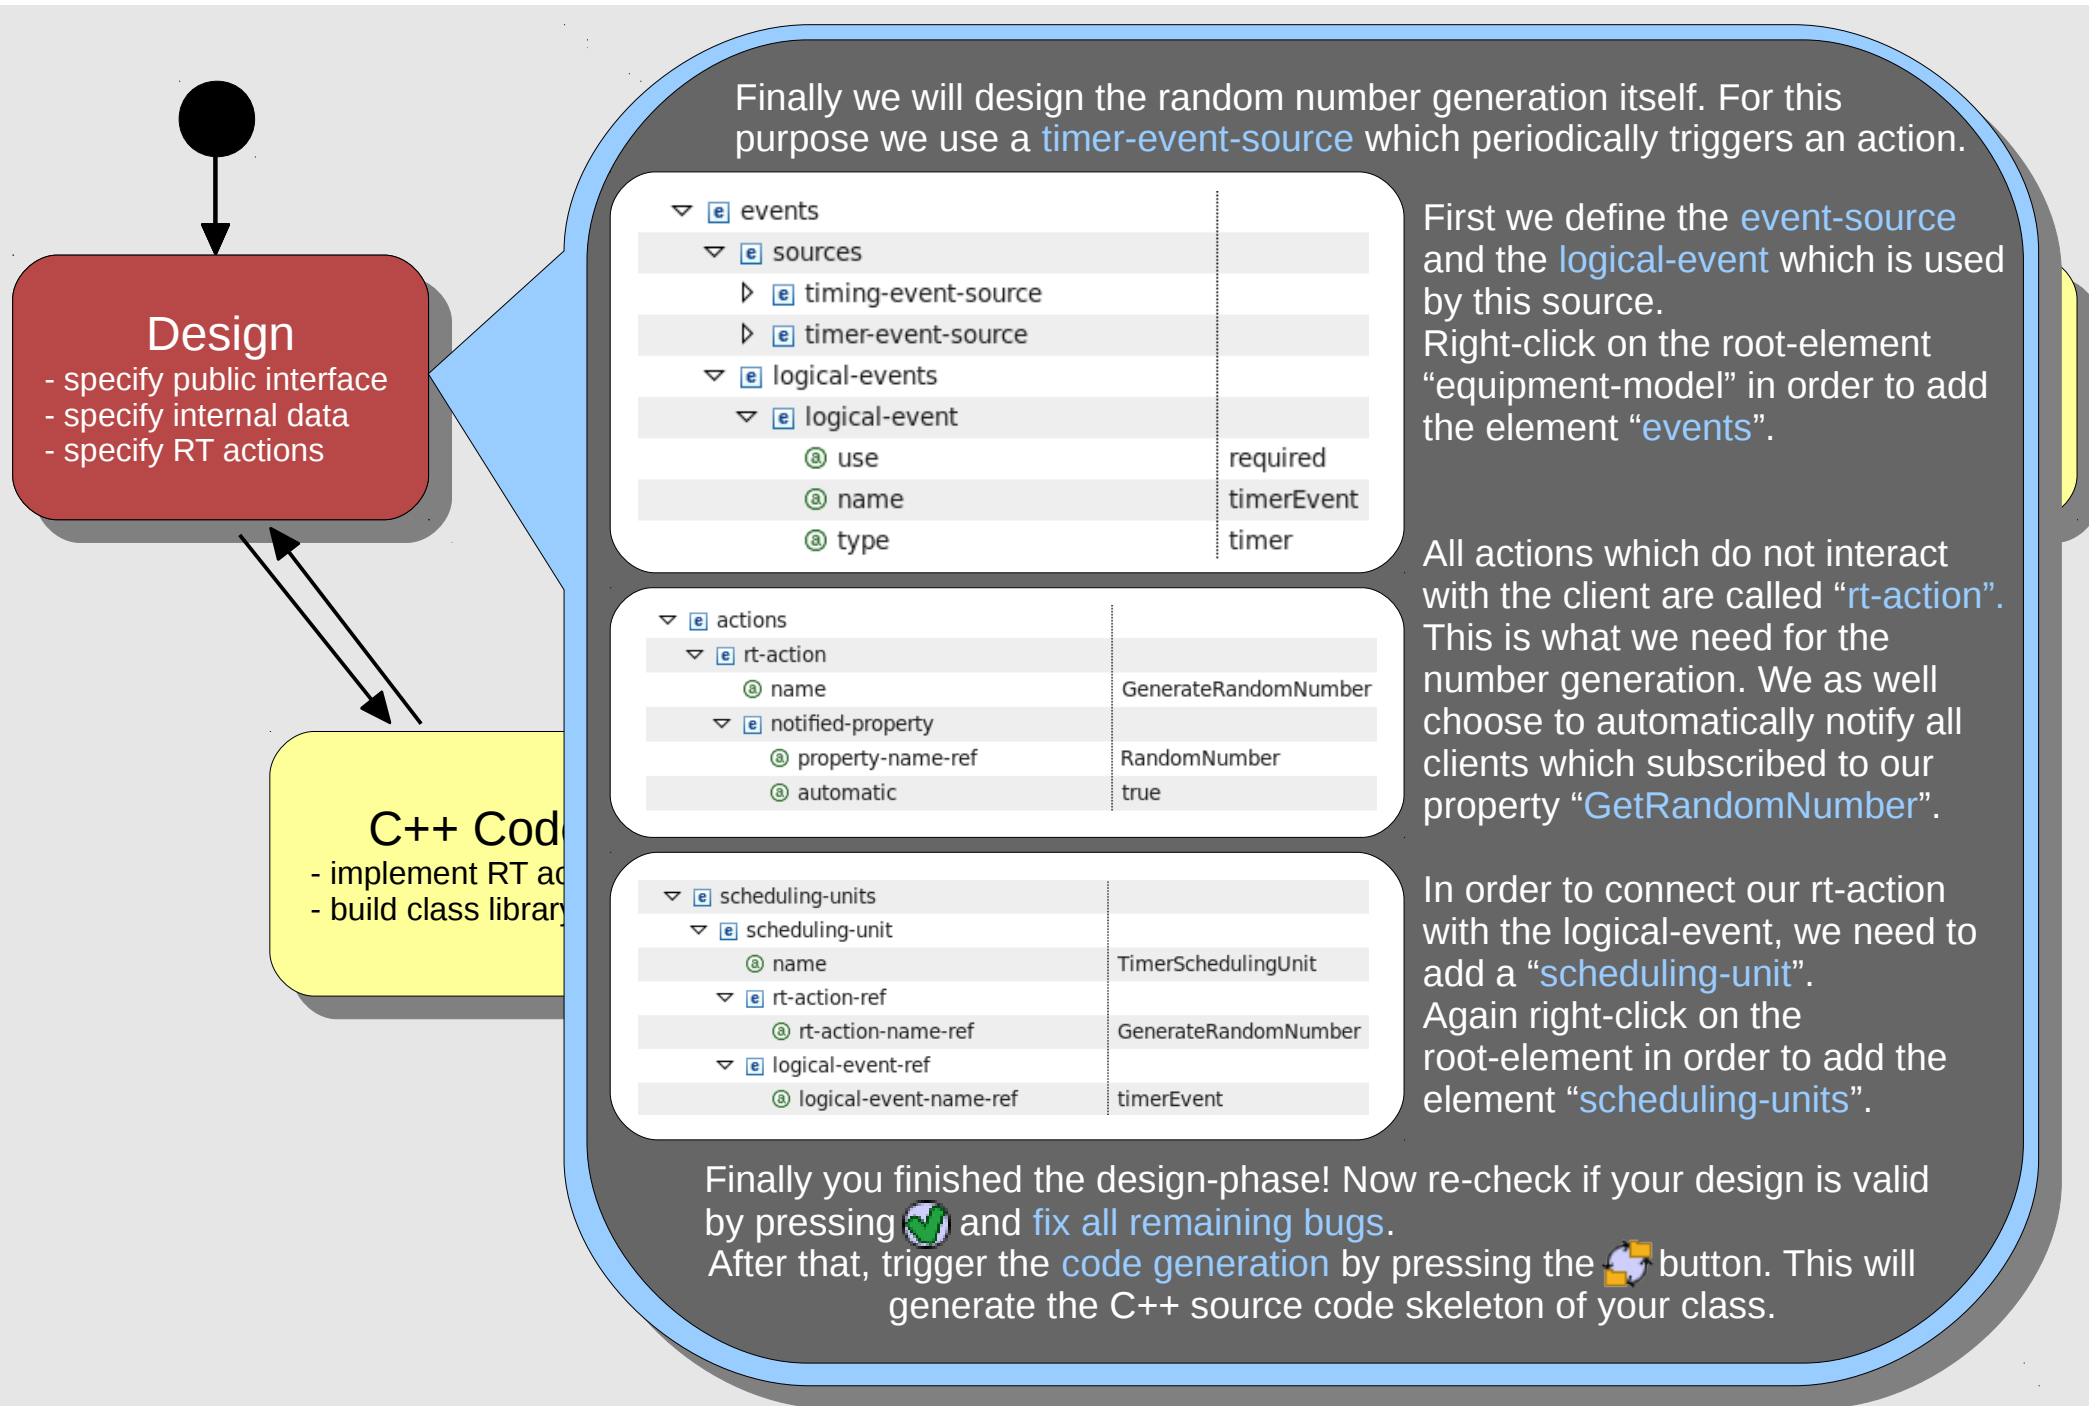 Finally we will design the random number generation itself. For this
purpose we use a timer-event-source which periodically triggers an action.
Design
- specify public interface
- specify internal data
- specify RT actions
C++ Cod
- implement RT ac
- build class library
e events
e sources
e timing-event-source
e timer-event-source
e logical-events
e logical-event
a use required
a name timerEvent
a type timer
First we define the event-source
and the logical-event which is used
by this source.
Right-click on the root-element
“equipment-model” in order to add
the element “events”.
e actions
e rt-action
a name GenerateRandomNumber
e notified-property
a property-name-ref RandomNumber
a automatic true
All actions which do not interact
with the client are called “rt-action”.
This is what we need for the
number generation. We as well
choose to automatically notify all
clients which subscribed to our
property “GetRandomNumber”.
e scheduling-units
e scheduling-unit
a name TimerSchedulingUnit
e rt-action-ref
a rt-action-name-ref GenerateRandomNumber
e logical-event-ref
a logical-event-name-ref timerEvent
In order to connect our rt-action
with the logical-event, we need to
add a “scheduling-unit”.
Again right-click on the
root-element in order to add the
element “scheduling-units”.
Finally you finished the design-phase! Now re-check if your design is valid
by pressing and fix all remaining bugs.
After that, trigger the code generation by pressing the button. This will
generate the C++ source code skeleton of your class.